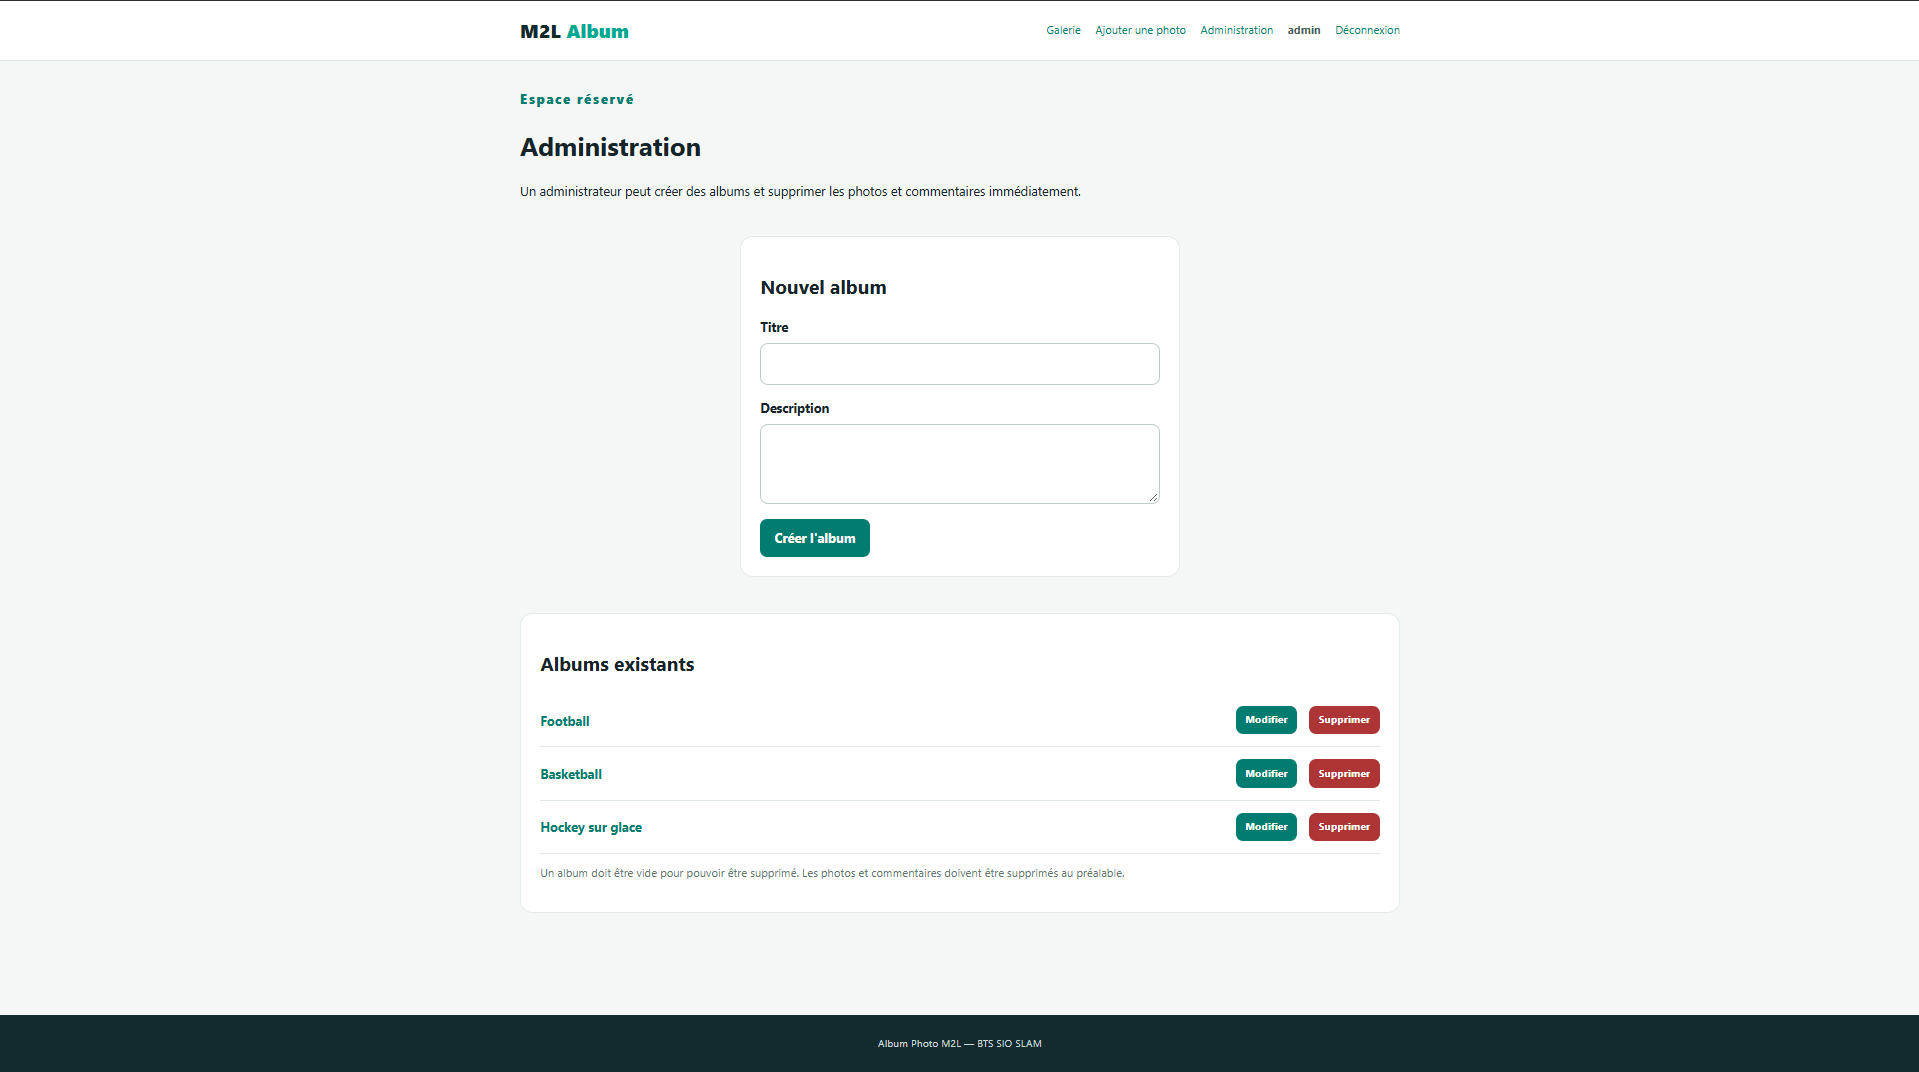 M2L Album
Galerie Ajouter une photo Administration admin Déconnexion
Espace réservé
Administration
Un administrateur peut créer des albums et supprimer les photos et commentaires immédiatement.
Nouvel album
Titre
Description
Créer l'album
Albums existants
Football Modifier Supprimer
Basketball Modifier Supprimer
Hockey sur glace Modifier Supprimer
Un album doit être vide pour pouvoir être supprimé. Les photos et commentaires doivent être supprimés au préalable.
Album Photo M2L — BTS SIO SLAM